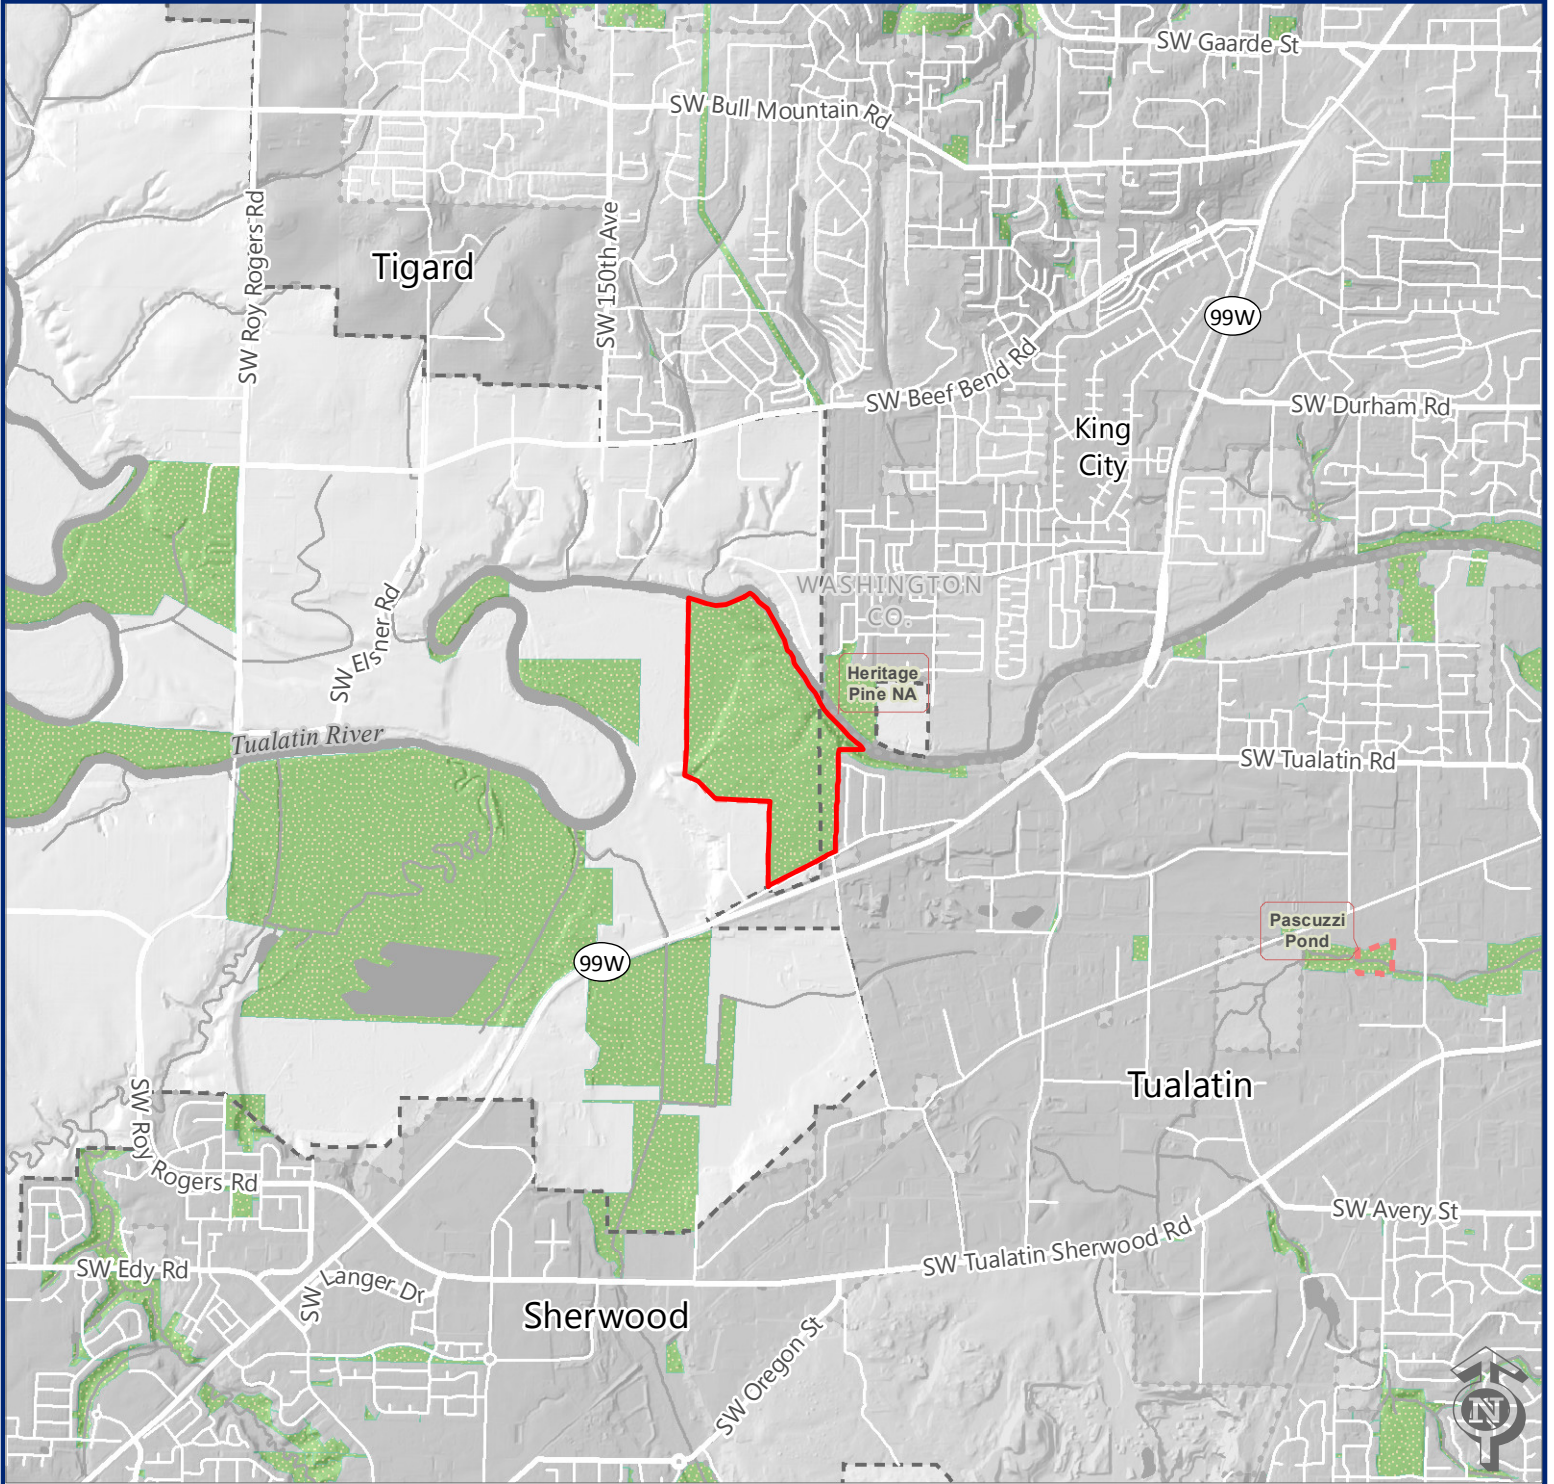 SW Gaarde St
SW Bull Mountain Rd
SW Roy Rogers Rd
SW 150th Ave
Tigard
99W
SW Beef Bend Rd
SW Durham Rd
King
City
WASHINGTON
CO.
SW Elsner Rd
Heritage
Pine NA
Tualatin River
SW Tualatin Rd
Pascuzzi
Pond
99W
Tualatin
SW Roy
Rogers Rd
SW Avery St
SW Tualatin Sherwood Rd
SW Edy Rd
SW Langer Dr
Sherwood
SW Oregon St
N